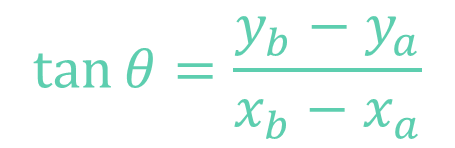 tan θ = (y_b − y_a) / (x_b − x_a)